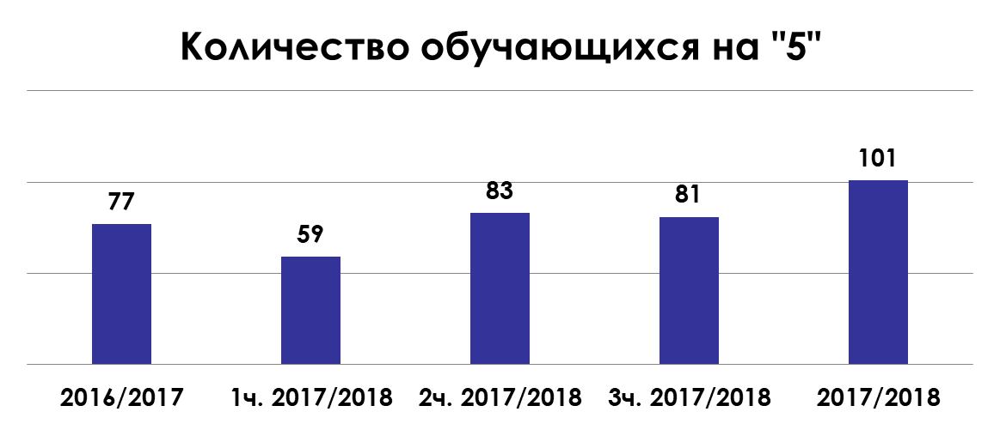 Количество обучающихся на "5"
77
59
83
81
101
2016/2017
1ч. 2017/2018
2ч. 2017/2018
3ч. 2017/2018
2017/2018